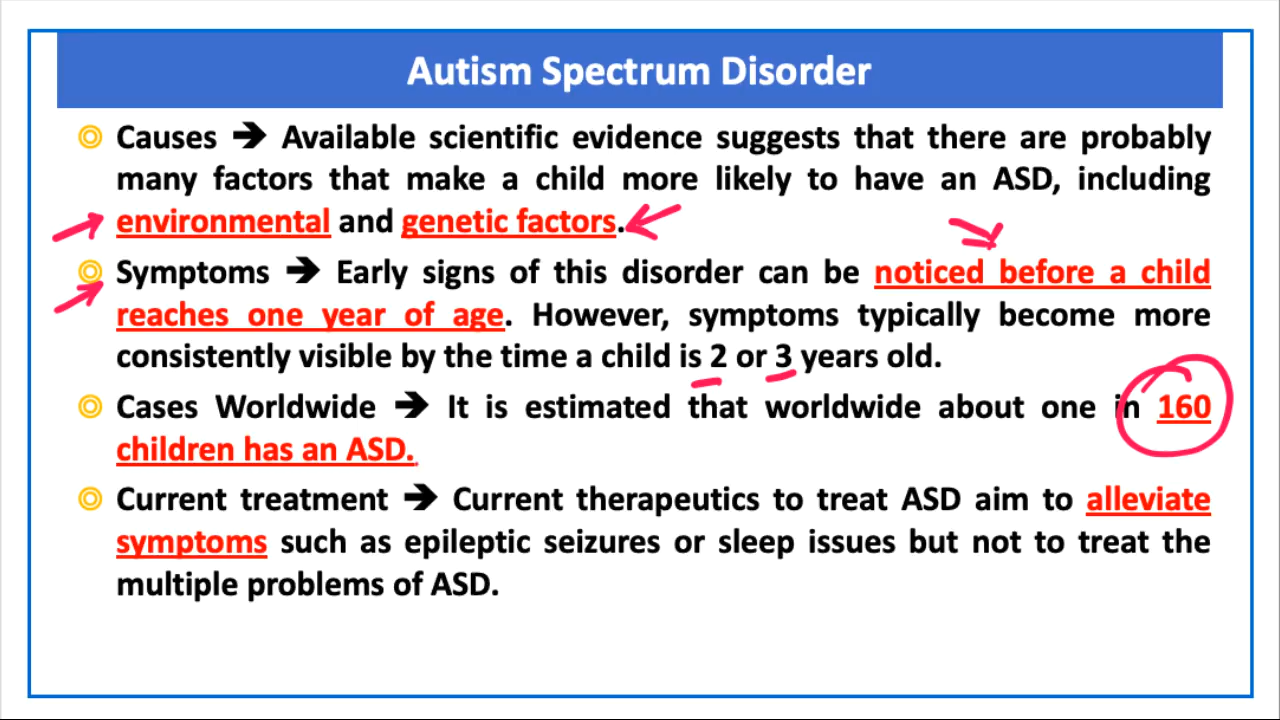 Autism Spectrum Disorder
Causes ➔ Available scientific evidence suggests that there are probably
many factors that make a child more likely to have an ASD, including
environmental and genetic factors.
Symptoms ➔ Early signs of this disorder can be noticed before a child
reaches one year of age. However, symptoms typically become more
consistently visible by the time a child is 2 or 3 years old.
Cases Worldwide ➔ It is estimated that worldwide about one in 160
children has an ASD.
Current treatment ➔ Current therapeutics to treat ASD aim to alleviate
symptoms such as epileptic seizures or sleep issues but not to treat the
multiple problems of ASD.